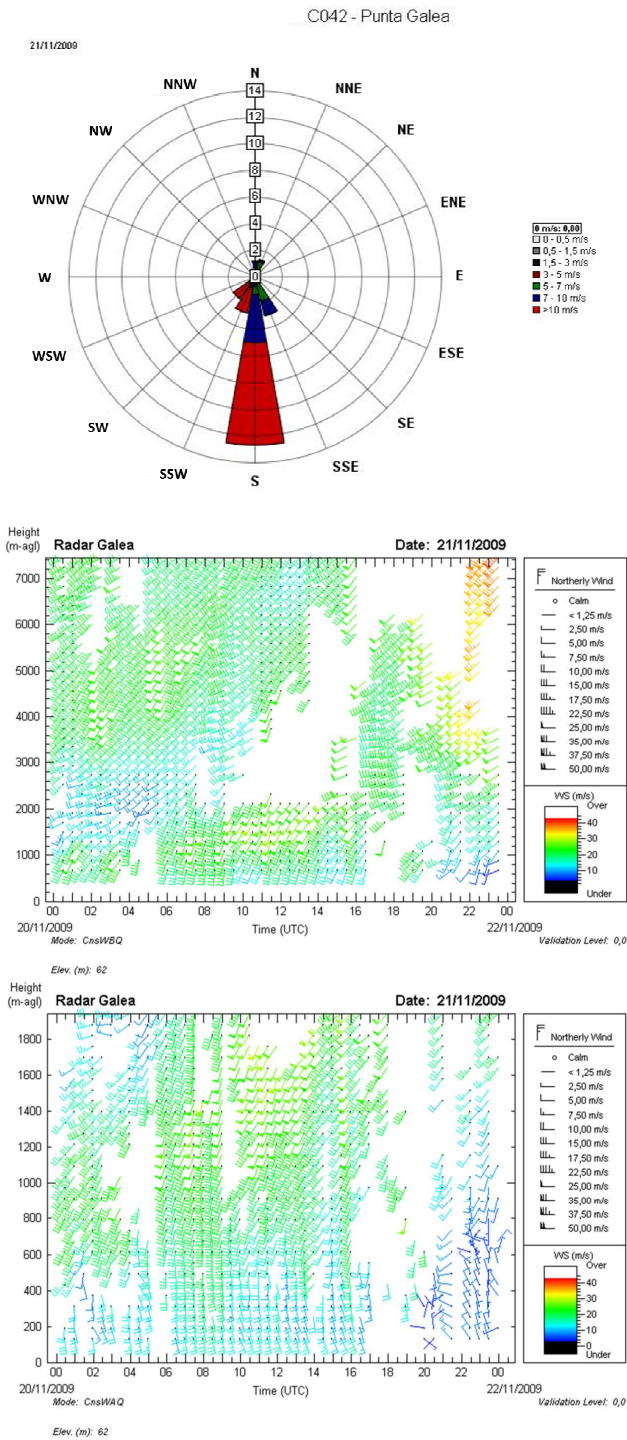 C042 - Punta Galea
21/11/2009
N
NNW
NNE
NW
NE
WNW
ENE
W
E
WSW
ESE
SW
SE
SSW
SSE
S
14
12
10
8
6
4
2
0
0 m/s: 0,00
0 - 0,5 m/s
0,5 - 1,5 m/s
1,5 - 3 m/s
3 - 5 m/s
5 - 7 m/s
7 - 10 m/s
>10 m/s
Height
(m-agl)
Radar Galea
Date: 21/11/2009
7000
6000
5000
4000
3000
2000
1000
0
00 02 04 06 08 10 12 14 16 18 20 22 00
20/11/2009
Time (UTC)
22/11/2009
Mode: CnsWBQ
Validation Level: 0,0
Elev. (m): 62
Northerly Wind
Calm
< 1,25 m/s
2,50 m/s
5,00 m/s
7,50 m/s
10,00 m/s
15,00 m/s
17,50 m/s
22,50 m/s
25,00 m/s
35,00 m/s
37,50 m/s
50,00 m/s
WS (m/s)
Over
40
30
20
10
Under
Height
(m-agl)
Radar Galea
Date: 21/11/2009
1800
1600
1400
1200
1000
800
600
400
200
0
00 02 04 06 08 10 12 14 16 18 20 22 00
20/11/2009
Time (UTC)
22/11/2009
Mode: CnsWAQ
Validation Level: 0,0
Elev. (m): 62
Northerly Wind
Calm
< 1,25 m/s
2,50 m/s
5,00 m/s
7,50 m/s
10,00 m/s
15,00 m/s
17,50 m/s
22,50 m/s
25,00 m/s
35,00 m/s
37,50 m/s
50,00 m/s
WS (m/s)
Over
40
30
20
10
0
Under